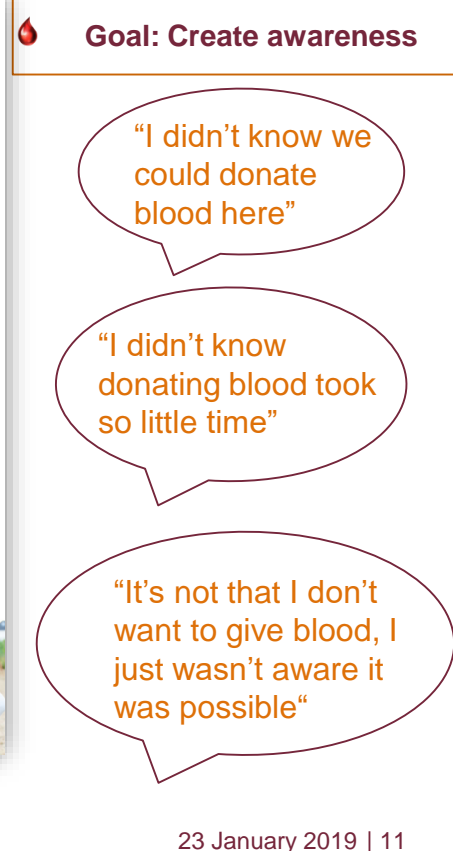 Goal: Create awareness
“I didn’t know we
could donate
blood here”
“I didn’t know
donating blood took
so little time”
“It’s not that I don’t
want to give blood, I
just wasn’t aware it
was possible“
23 January 2019 | 11